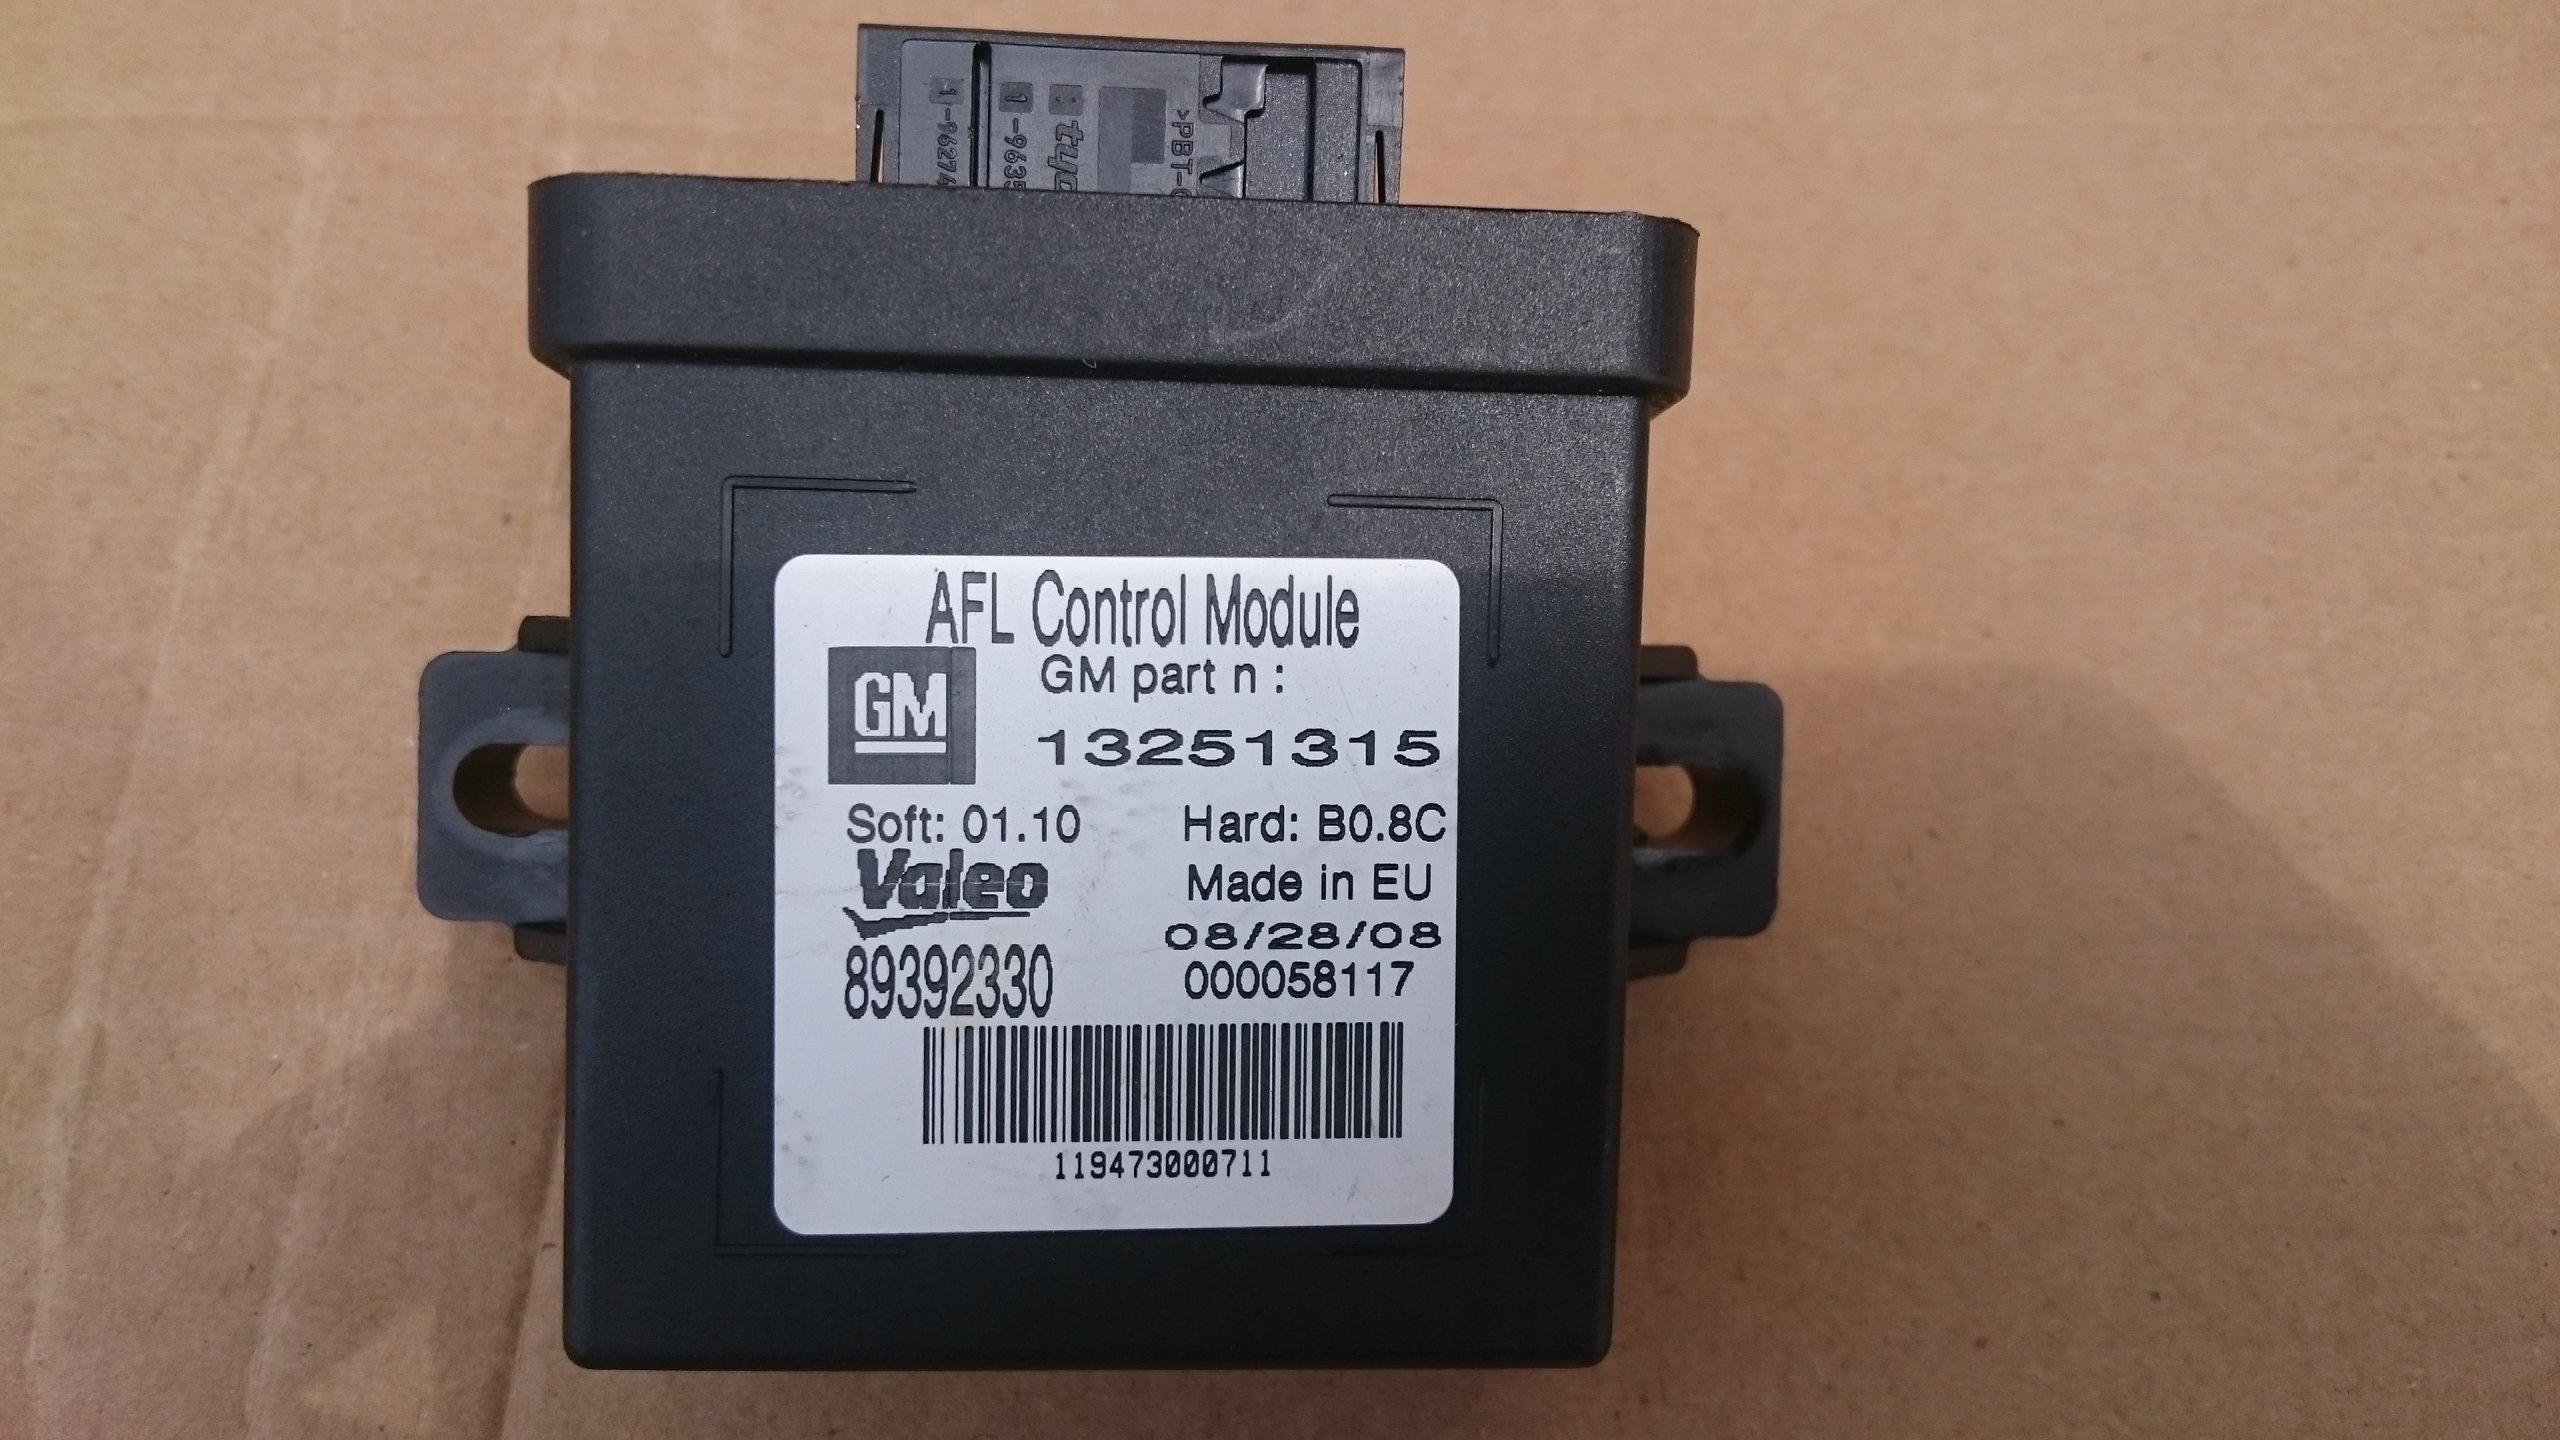 AFL Control Module
GM
GM part n :
13251315
Soft: 01.10 Hard: B0.8C
Valeo
Made in EU
08/28/08
89392330
000058117
119473000711